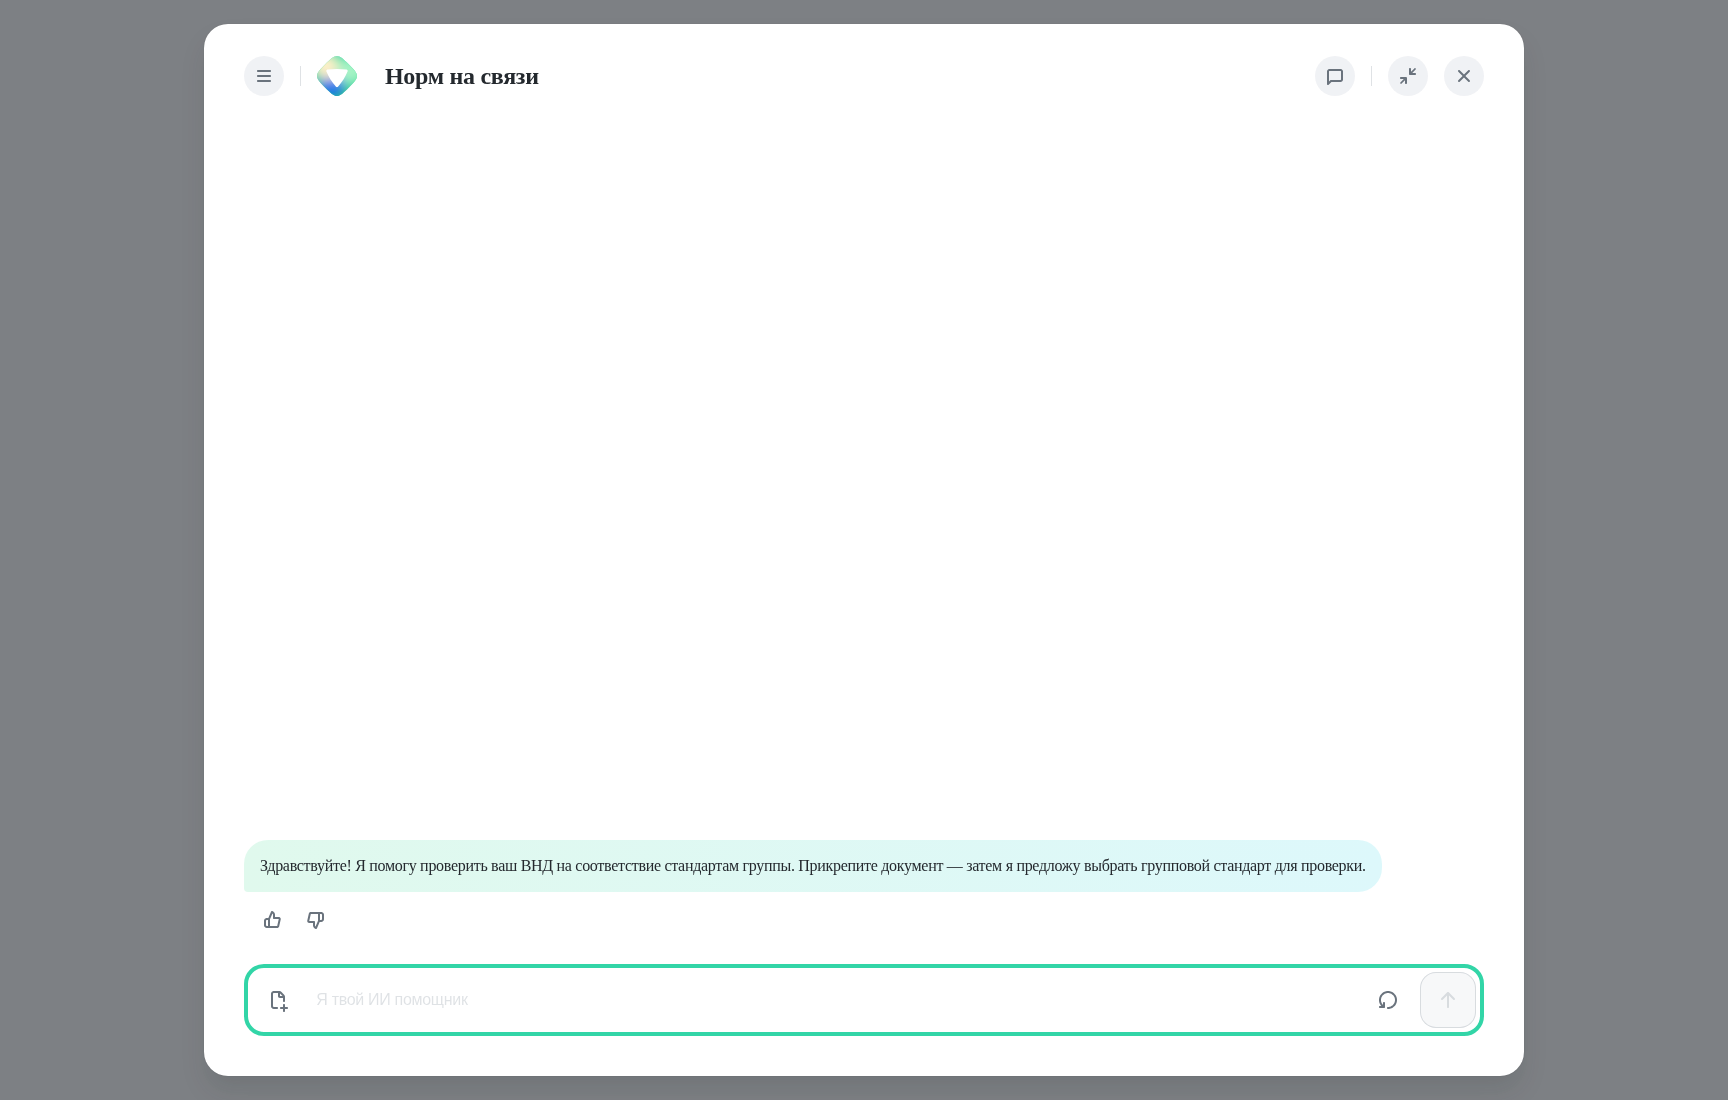 Норм на связи
Здравствуйте! Я помогу проверить ваш ВНД на соответствие стандартам группы. Прикрепите документ — затем я предложу выбрать групповой стандарт для проверки.
Я твой ИИ помощник